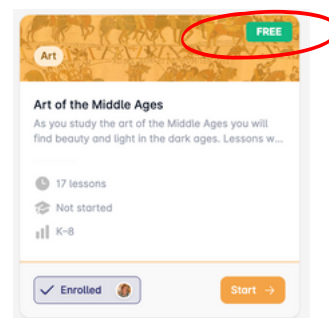 FREE
Art
Art of the Middle Ages
As you study the art of the Middle Ages you will
find beauty and light in the dark ages. Lessons w...
17 lessons
Not started
K-8
Enrolled
Start →